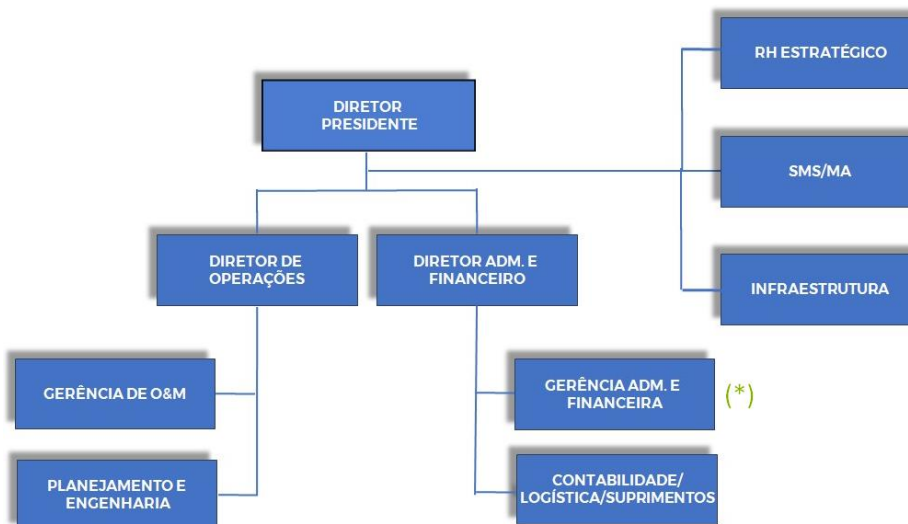 RH ESTRATÉGICO
DIRETOR
PRESIDENTE
SMS/MA
DIRETOR DE
OPERAÇÕES
DIRETOR ADM. E
FINANCEIRO
INFRAESTRUTURA
GERÊNCIA DE O&M
GERÊNCIA ADM. E
FINANCEIRA
(*)
PLANEJAMENTO E
ENGENHARIA
CONTABILIDADE/
LOGÍSTICA/SUPRIMENTOS